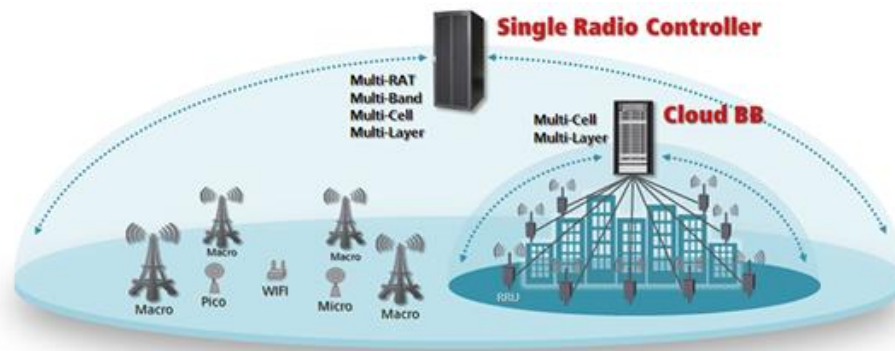 Single Radio Controller
Multi-RAT
Multi-Band
Multi-Cell
Multi-Layer
Cloud BB
Multi-Cell
Multi-Layer
Macro
Macro
Macro
Pico
WIFI
Micro
Macro
RRU